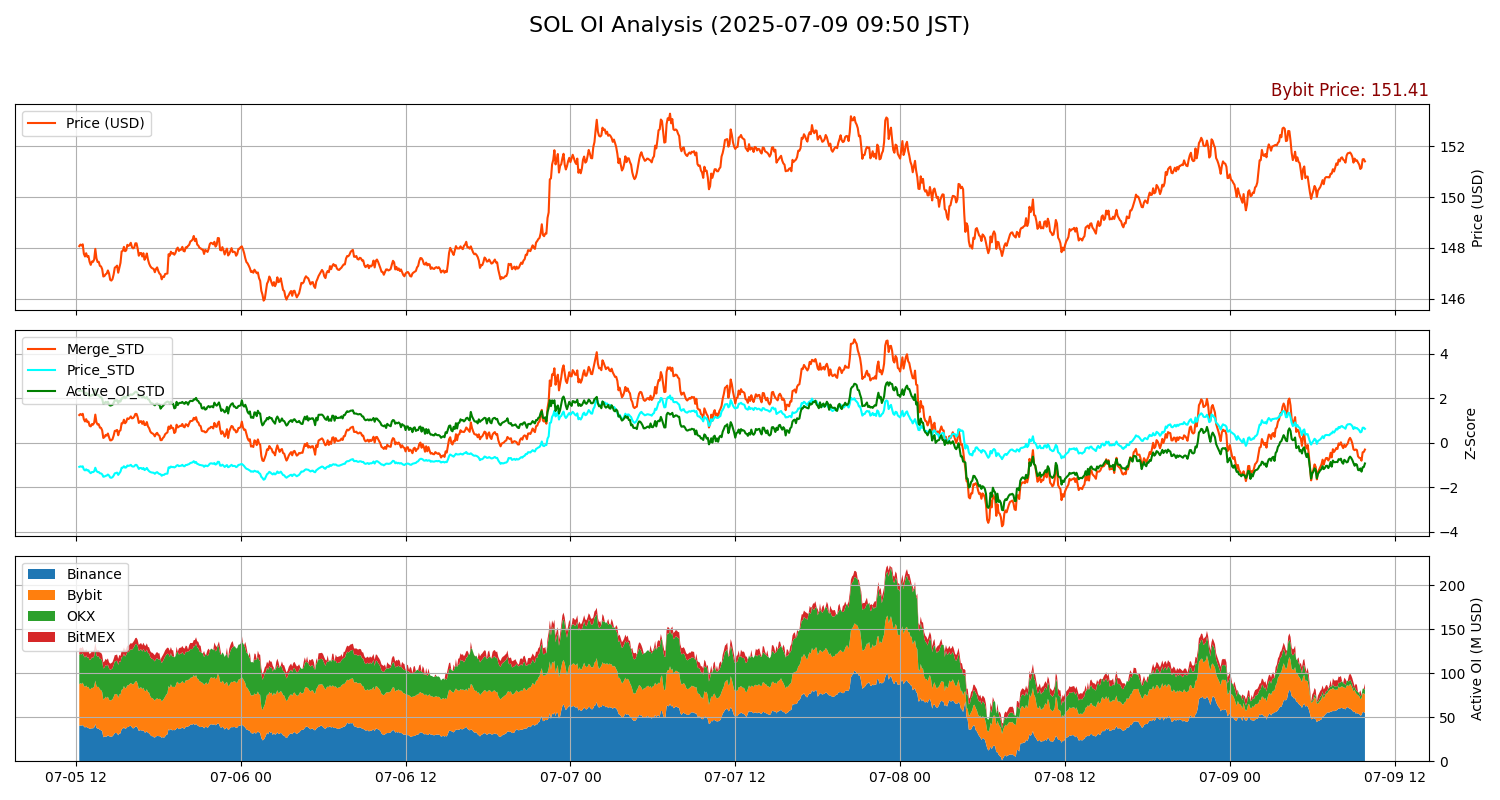 SOL OI Analysis (2025-07-09 09:50 JST)
Bybit Price: 151.41
Price (USD)
152
150
148
146
Price (USD)
Merge_STD
Price_STD
Active_OI_STD
4
2
0
−2
−4
Z-Score
Binance
Bybit
OKX
BitMEX
200
150
100
50
0
Active OI (M USD)
07-05 12
07-06 00
07-06 12
07-07 00
07-07 12
07-08 00
07-08 12
07-09 00
07-09 12